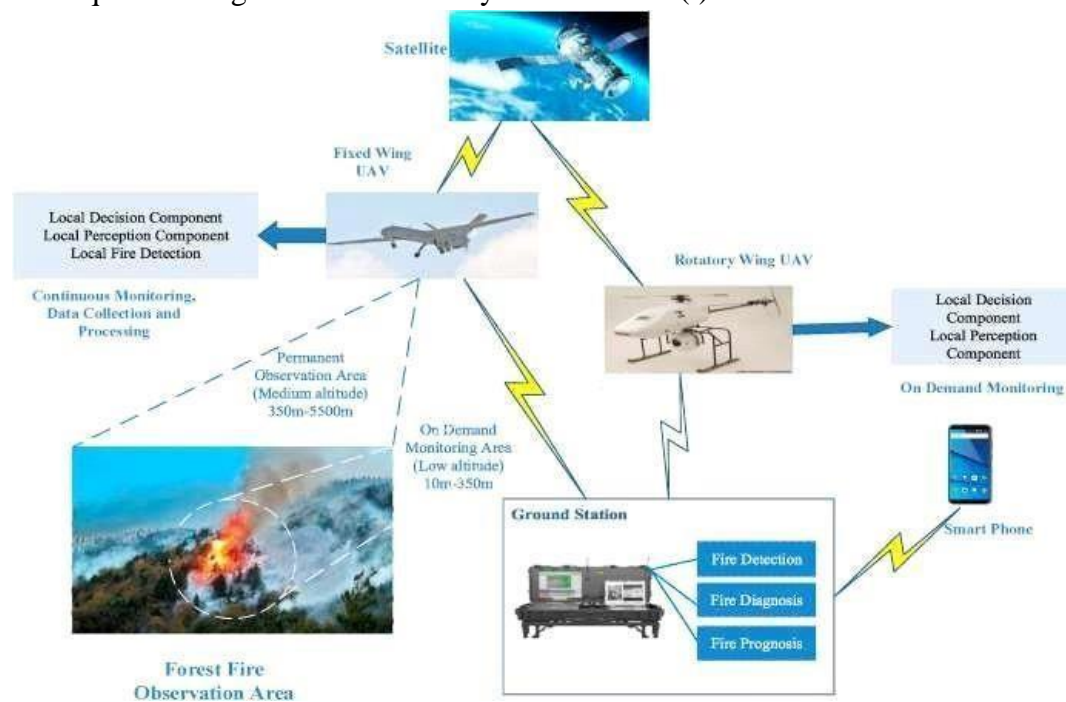 Satellite
Fixed Wing
UAV
Local Decision Component
Local Perception Component
Local Fire Detection
Continuous Monitoring,
Data Collection and
Processing
Rotatory Wing UAV
Local Decision
Component
Local Perception
Component
On Demand Monitoring
Permanent
Observation Area
(Medium altitude)
350m-5500m
On Demand
Monitoring Area
(Low altitude)
10m-350m
Ground Station
Fire Detection
Fire Diagnosis
Fire Prognosis
Smart Phone
Forest Fire
Observation Area